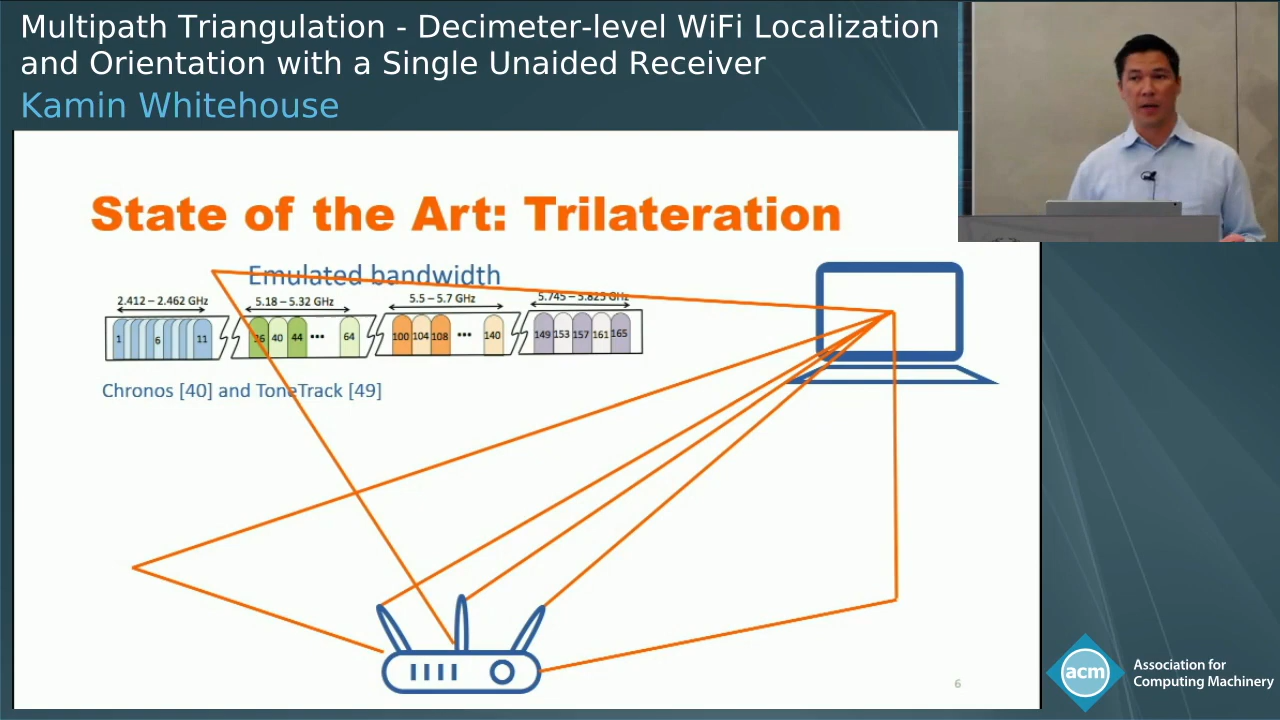 Multipath Triangulation - Decimeter-level WiFi Localization
and Orientation with a Single Unaided Receiver
Kamin Whitehouse
State of the Art: Trilateration
Emulated bandwidth
2.412 – 2.462 GHz 5.18 – 5.32 GHz 5.5 – 5.7 GHz 5.745 – 5.825 GHz
1 6 11 36 40 44 ••• 64 100 104 108 ••• 140 149 153 157 161 165
Chronos [40] and ToneTrack [49]
6
acm
Association for
Computing Machinery